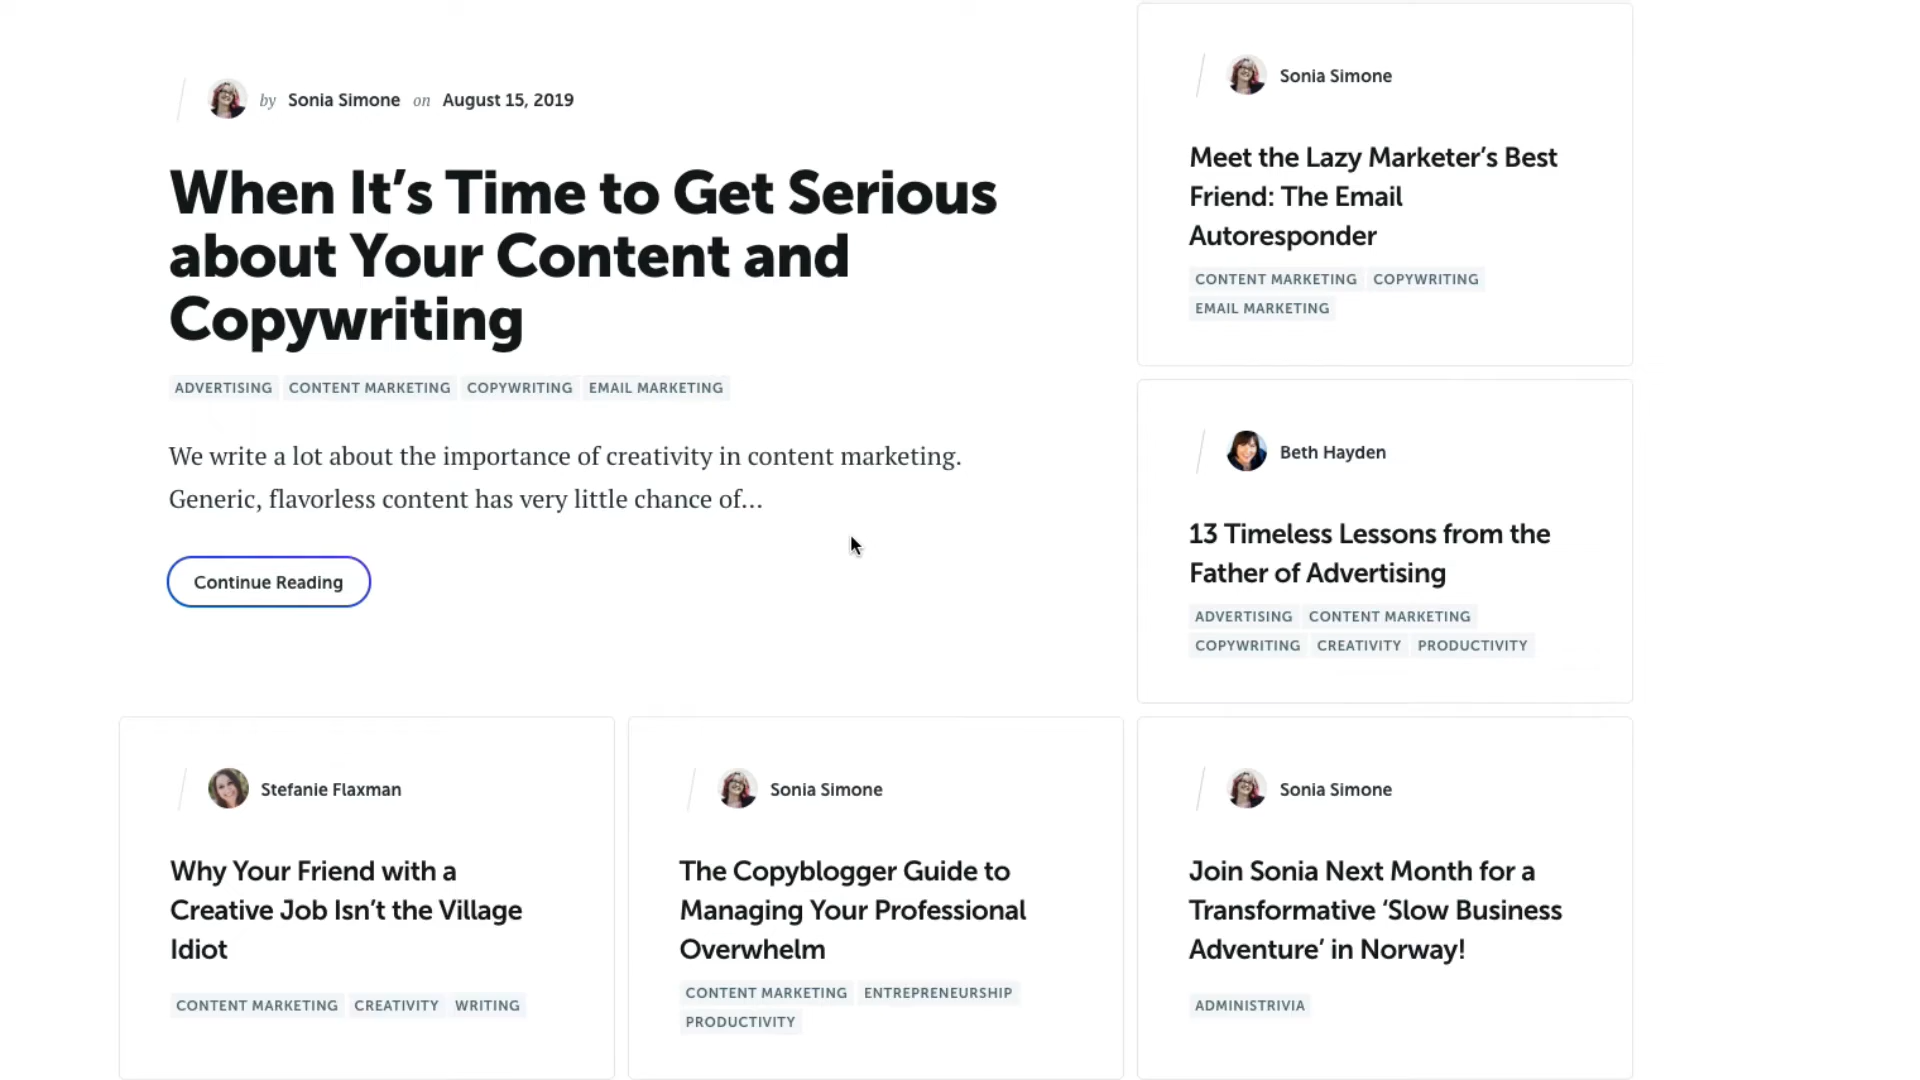 by Sonia Simone on August 15, 2019
When It’s Time to Get Serious
about Your Content and
Copywriting
ADVERTISING CONTENT MARKETING COPYWRITING EMAIL MARKETING
We write a lot about the importance of creativity in content marketing.
Generic, flavorless content has very little chance of…
Continue Reading
Sonia Simone
Meet the Lazy Marketer’s Best
Friend: The Email
Autoresponder
CONTENT MARKETING COPYWRITING
EMAIL MARKETING
Beth Hayden
13 Timeless Lessons from the
Father of Advertising
ADVERTISING CONTENT MARKETING
COPYWRITING CREATIVITY PRODUCTIVITY
Stefanie Flaxman
Why Your Friend with a
Creative Job Isn’t the Village
Idiot
CONTENT MARKETING CREATIVITY WRITING
Sonia Simone
The Copyblogger Guide to
Managing Your Professional
Overwhelm
CONTENT MARKETING ENTREPRENEURSHIP
PRODUCTIVITY
Sonia Simone
Join Sonia Next Month for a
Transformative ‘Slow Business
Adventure’ in Norway!
ADMINISTRIVIA